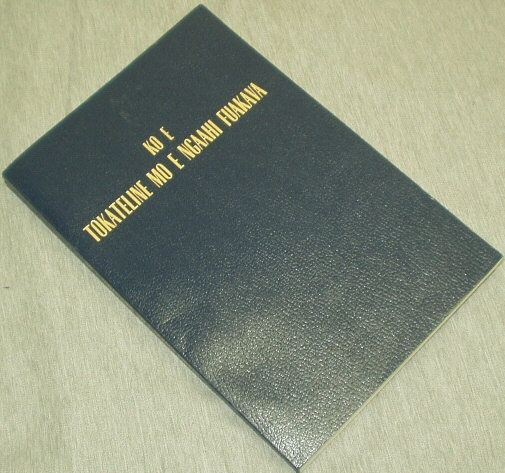 KO E
TOKATELINE MO E NGAAHI FUAKAVA